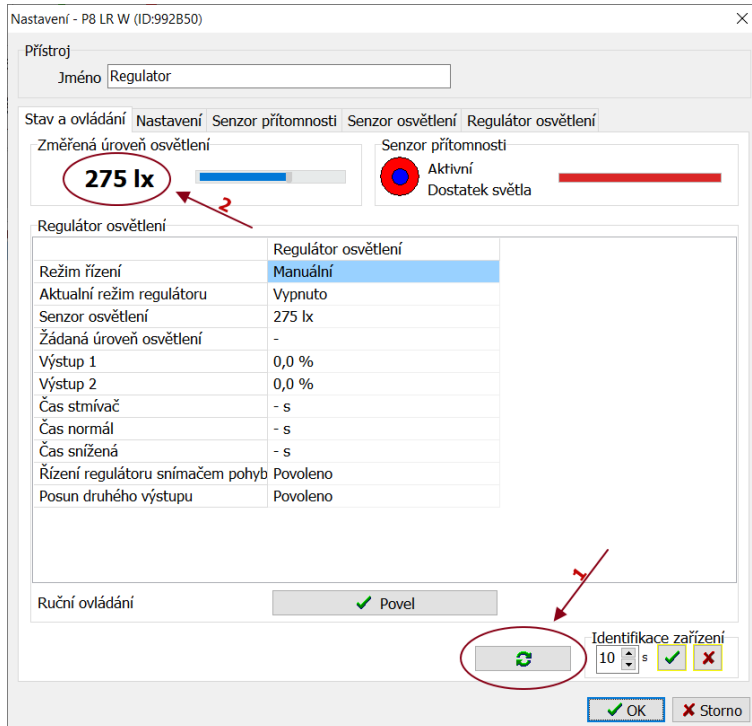 Nastavení - P8 LR W (ID:992B50)
Přístroj
Jméno Regulator
Stav a ovládání Nastavení Senzor přítomnosti Senzor osvětlení Regulátor osvětlení
Změřená úroveň osvětlení
275 lx
2
Senzor přítomnosti
Aktivní
Dostatek světla
Regulátor osvětlení
Regulátor osvětlení
Režim řízení Manuální
Aktualní režim regulátoru Vypnuto
Senzor osvětlení 275 lx
Žádaná úroveň osvětlení -
Výstup 1 0,0 %
Výstup 2 0,0 %
Čas stmívač - s
Čas normál - s
Čas snížená - s
Řízení regulátoru snímačem pohyb Povoleno
Posun druhého výstupu Povoleno
1
Ruční ovládání Povel
Identifikace zařízení
10 s
OK Storno